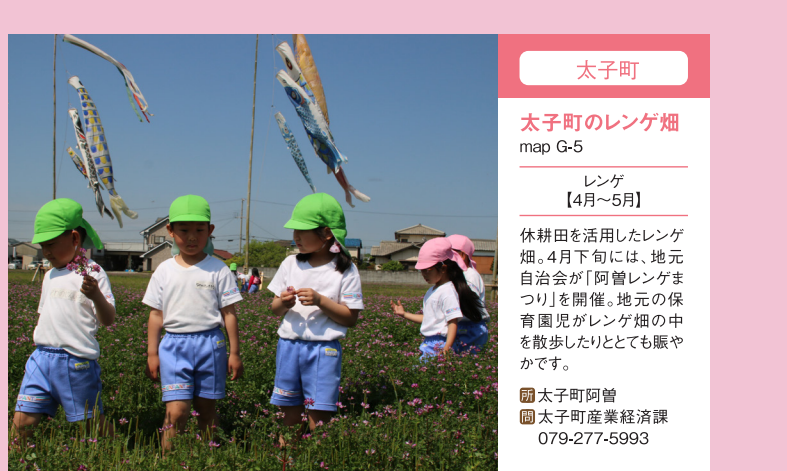 太子町
太子町のレンゲ畑
map G-5
レンゲ
【4月～5月】
休耕田を活用したレンゲ
畑。4月下旬には、地元
自治会が「阿曽レンゲま
つり」を開催。地元の保
育園児がレンゲ畑の中
を散歩したりととても賑や
かです。
所 太子町阿曽
問 太子町産業経済課
079-277-5993